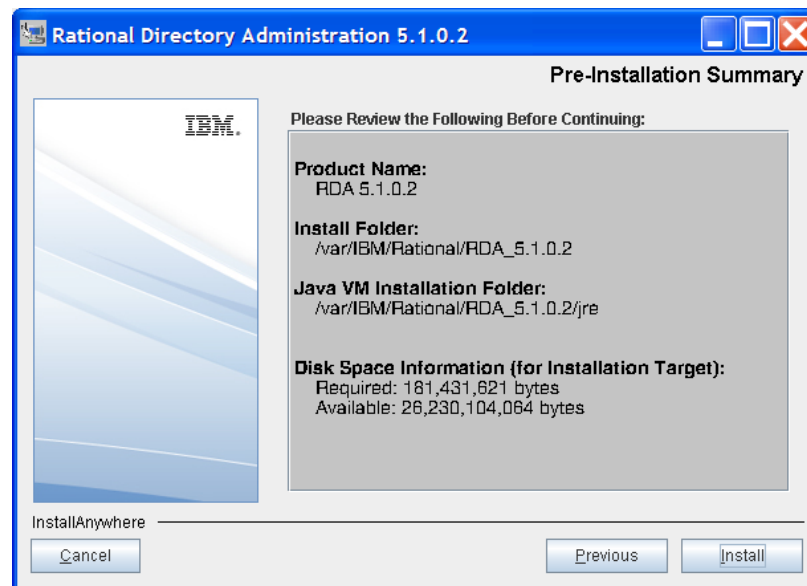 Rational Directory Administration 5.1.0.2
Pre-Installation Summary
IBM.
Please Review the Following Before Continuing:
Product Name:
RDA 5.1.0.2
Install Folder:
/var/IBM/Rational/RDA_5.1.0.2
Java VM Installation Folder:
/var/IBM/Rational/RDA_5.1.0.2/jre
Disk Space Information (for Installation Target):
Required: 181,431,621 bytes
Available: 26,230,104,064 bytes
InstallAnywhere
Cancel
Previous
Install